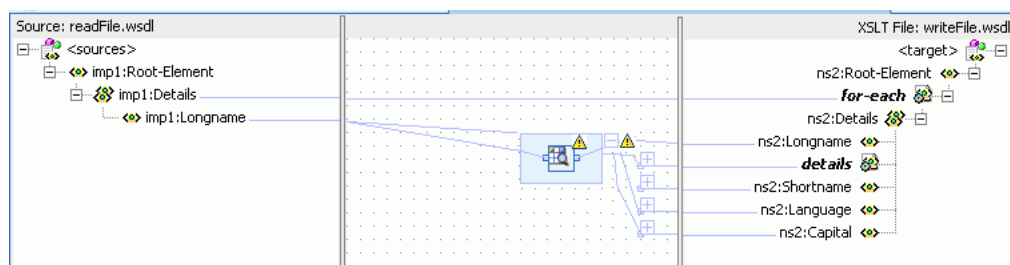 Source: readFile.wsdl
XSLT File: writeFile.wsdl
<sources>
<target>
imp1:Root-Element
ns2:Root-Element
imp1:Details
for-each
imp1:Longname
ns2:Details
ns2:Longname
details
ns2:Shortname
ns2:Language
ns2:Capital